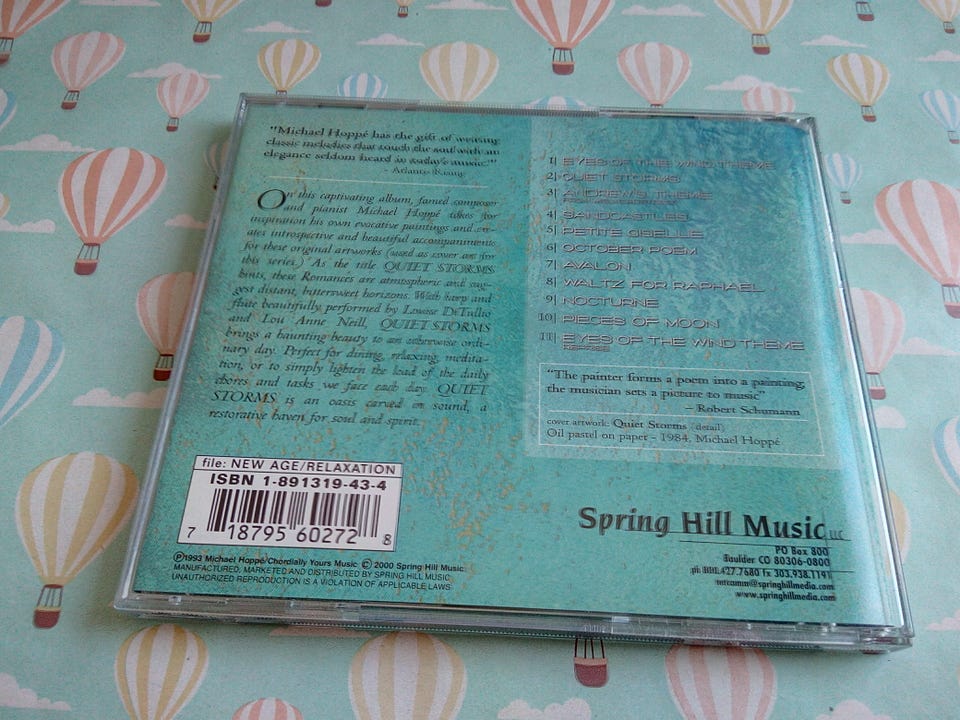 "Michael Hoppé has the gift of writing
classic melodies that touch the soul with an
elegance seldom heard in today's music."
- Atlantis Rising
On this captivating album, famed composer
and pianist Michael Hoppé takes for
inspiration his own evocative paintings and cre-
ates introspective and beautiful accompaniments
for these original artworks (used as cover art for
this series.) As the title QUIET STORMS
hints, these Romances are atmospheric and sug-
gest distant, bittersweet horizons. With harp and
flute beautifully performed by Louise DiTullio
and Lou Anne Neill, QUIET STORMS
brings a haunting beauty to an otherwise ordi-
nary day. Perfect for dining, relaxing, medita-
tion, or to simply lighten the load of the daily
chores and tasks we face each day. QUIET
STORMS is an oasis carved in sound, a
restorative haven for soul and spirit.
1| EYES OF THE WIND THEME
2| QUIET STORMS
3| ANDREW'S THEME
4| SANDCASTLES
5| PETITE GISELLE
6| OCTOBER POEM
7| AVALON
8| WALTZ FOR RAPHAEL
9| NOCTURNE
10| PIECES OF MOON
11| EYES OF THE WIND THEME
REPRISE
"The painter forms a poem into a painting,
the musician sets a picture to music"
– Robert Schumann
cover artwork: Quiet Storms (detail)
Oil pastel on paper - 1984, Michael Hoppé
file: NEW AGE/RELAXATION
ISBN 1-891319-43-4
7 18795 60272 8
℗1993 Michael Hoppé/Chordially Yours Music © 2000 Spring Hill Music
MANUFACTURED, MARKETED AND DISTRIBUTED BY SPRING HILL MUSIC
UNAUTHORIZED REPRODUCTION IS A VIOLATION OF APPLICABLE LAWS
Spring Hill Music LLC
PO Box 800
Boulder CO 80306-0800
ph 888.427.7680 fx 303.938.1191
@springhillmedia.com
www.springhillmedia.com